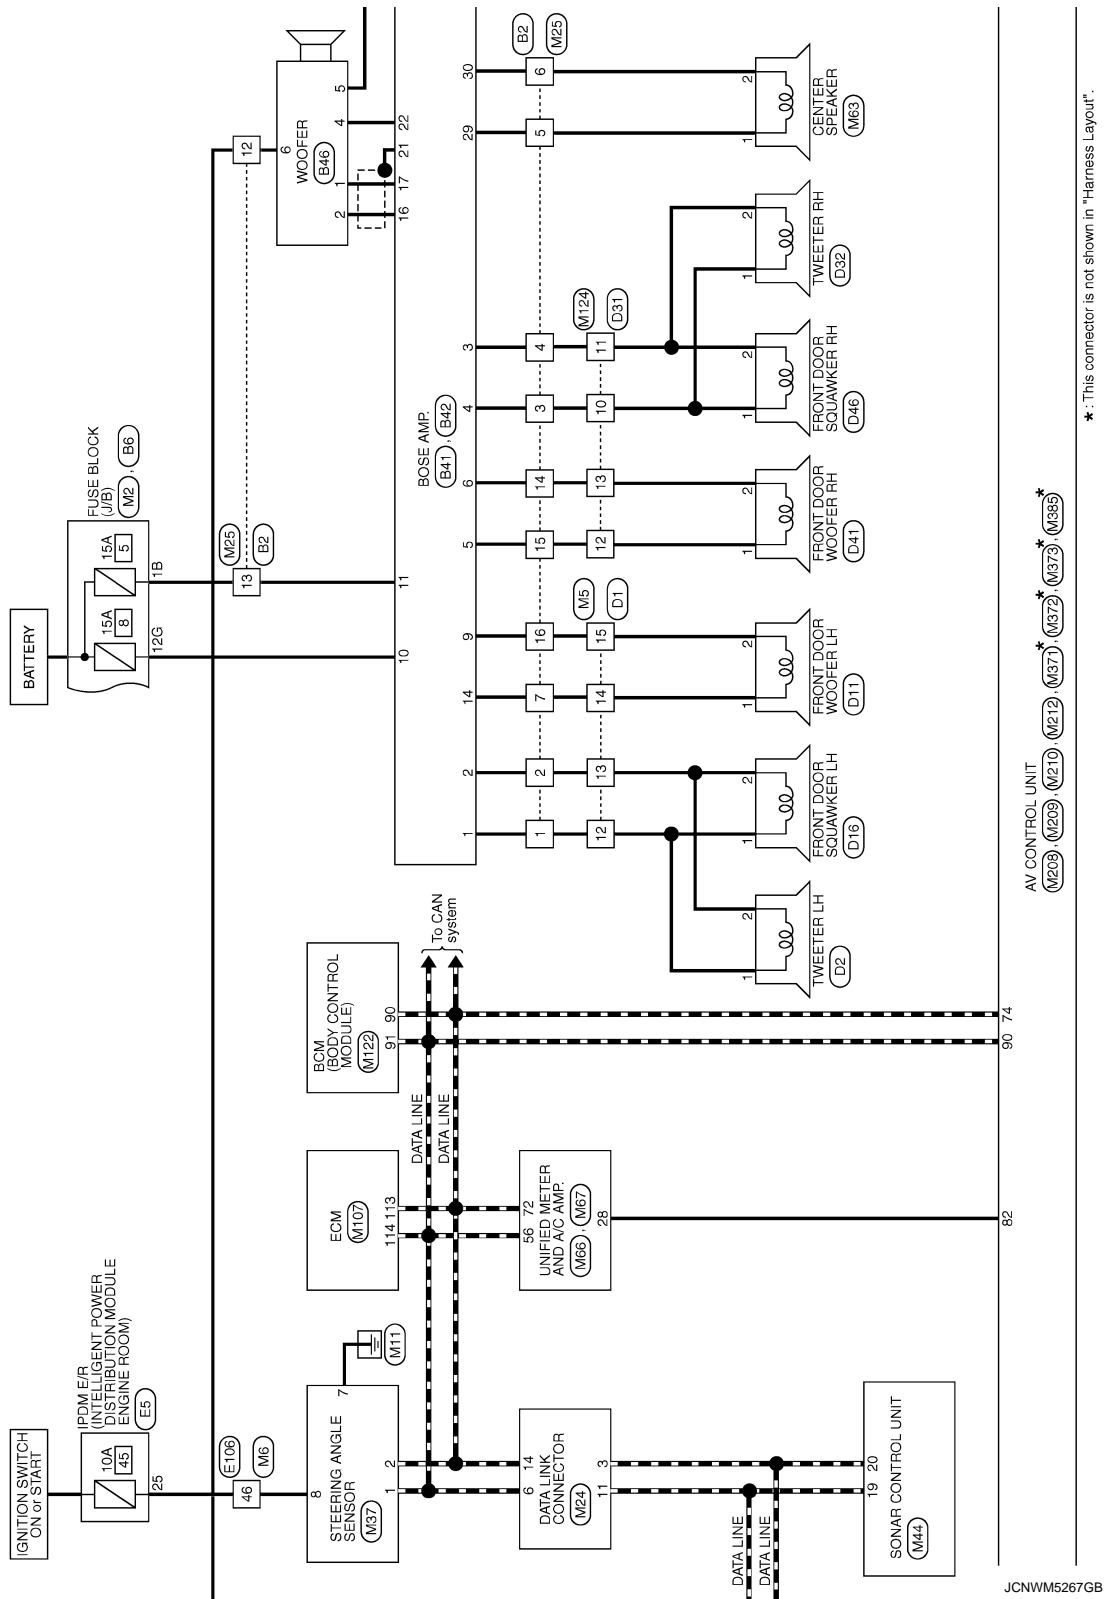 IGNITION SWITCH
ON or START
IPDM E/R
(INTELLIGENT POWER
DISTRIBUTION MODULE
ENGINE ROOM)
E5
10A
45
25
E106
M6
46
8
STEERING ANGLE
SENSOR
M37
7
M11
1
2
6
14
DATA LINK
CONNECTOR
M24
11
3
DATA LINE
DATA LINE
19
20
SONAR CONTROL UNIT
M44
ECM
M107
114
113
56
72
UNIFIED METER
AND A/C AMP.
M66 , M67
28
82
DATA LINE
DATA LINE
BCM
(BODY CONTROL
MODULE)
M122
91
90
To CAN
system
90
74
BATTERY
FUSE BLOCK
(J/B)
M2 , B6
15A
8
15A
5
12G
1B
M25
B2
13
12
6
WOOFER
B46
2
1
4
5
10
11
16
17
21
22
BOSE AMP.
B41 , B42
1
2
14
9
5
6
4
3
29
30
B2
M25
1
2
7
16
15
14
3
4
5
6
M5
D1
12
13
14
15
M124
D31
12
13
10
11
1
2
TWEETER LH
D2
1
2
FRONT DOOR
SQUAWKER LH
D16
1
2
FRONT DOOR
WOOFER LH
D11
1
2
FRONT DOOR
WOOFER RH
D41
1
2
FRONT DOOR
SQUAWKER RH
D46
1
2
TWEETER RH
D32
1
2
CENTER
SPEAKER
M63
AV CONTROL UNIT
M208 , M209 , M210 , M212 , M371* , M372* , M373* , M385*
* : This connector is not shown in "Harness Layout".
JCNWM5267GB